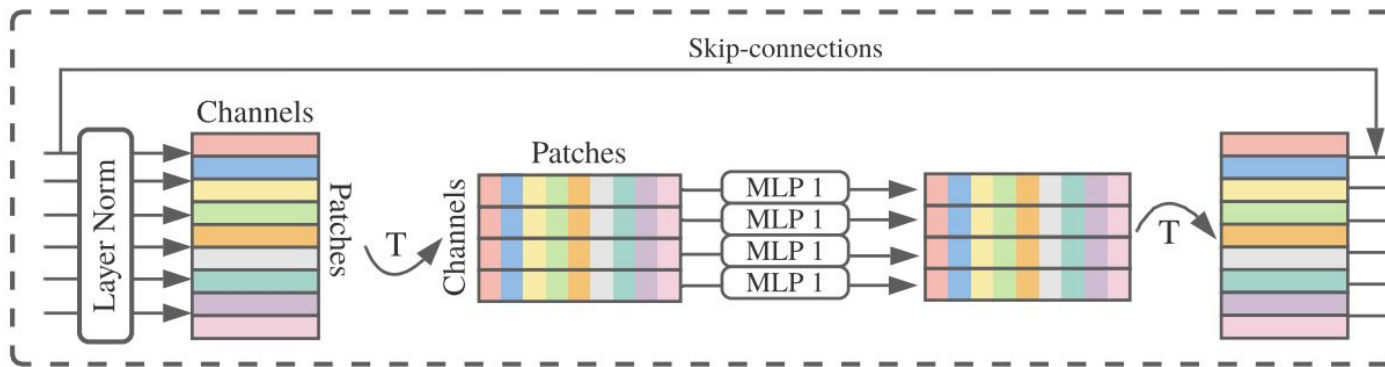 Skip-connections
Channels
Layer Norm
Patches
T
Patches
Channels
MLP 1
MLP 1
MLP 1
MLP 1
T